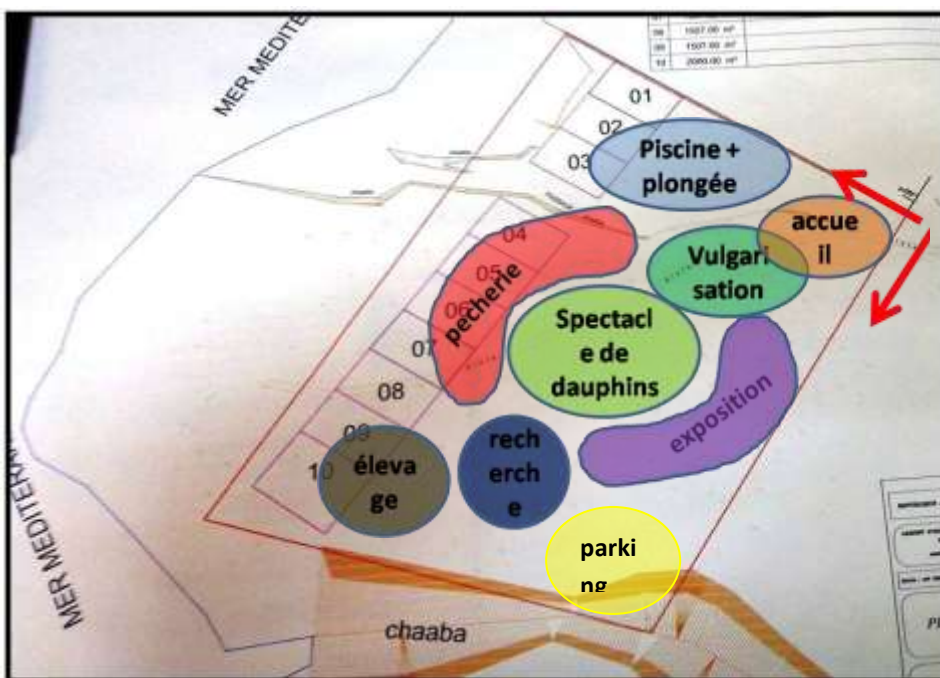 MER MEDITE
01
02
03
Piscine +
plongée
accue
il
04
05
06
07
08
09
10
pecherie
Vulgari
sation
Spectacl
e de
dauphins
exposition
éleva
ge
rech
erch
e
parki
ng
MER MEDITERAN
chaaba